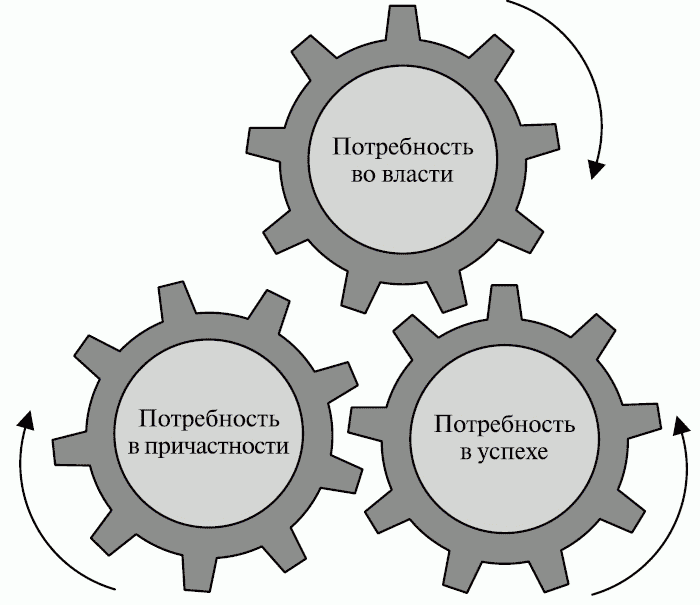 Потребность
во власти
Потребность
в причастности
Потребность
в успехе